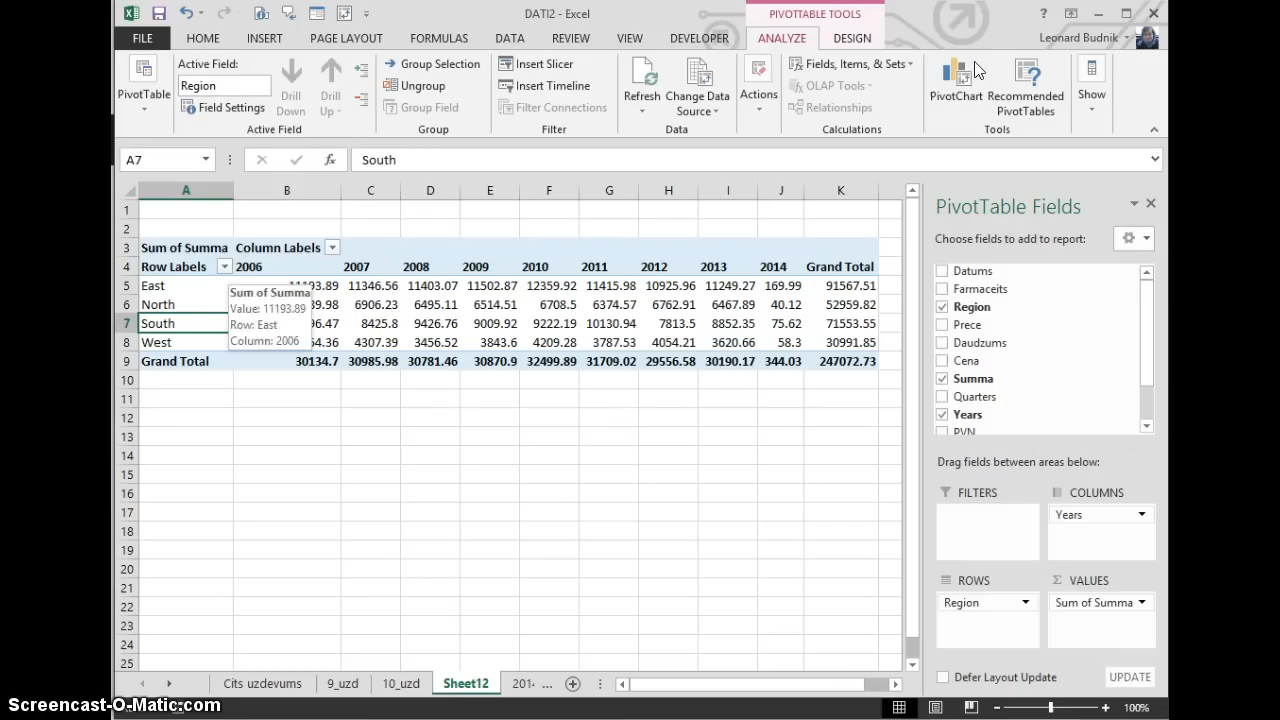 DATI2 - Excel
PIVOTTABLE TOOLS
?
FILE HOME INSERT PAGE LAYOUT FORMULAS DATA REVIEW VIEW DEVELOPER ANALYZE DESIGN
Leonard Budnik
PivotTable
Active Field:
Region
Field Settings
Drill Down
Drill Up
Active Field
Group Selection
Ungroup
Group Field
Group
Insert Slicer
Insert Timeline
Filter Connections
Filter
Refresh
Change Data Source
Data
Actions
Fields, Items, & Sets
OLAP Tools
Relationships
Calculations
PivotChart
Recommended PivotTables
Tools
Show
A7 fx South
A B C D E F G H I J K
1
2
3 Sum of Summa Column Labels
4 Row Labels 2006 2007 2008 2009 2010 2011 2012 2013 2014 Grand Total
5 East 11193.89 11346.56 11403.07 11502.87 12359.92 11415.98 10925.96 11249.27 169.99 91567.51
6 North 39.98 6906.23 6495.11 6514.51 6708.5 6374.57 6762.91 6467.89 40.12 52959.82
7 South 96.47 8425.8 9426.76 9009.92 9222.19 10130.94 7813.5 8852.35 75.62 71553.55
8 West 64.36 4307.39 3456.52 3843.6 4209.28 3787.53 4054.21 3620.66 58.3 30991.85
9 Grand Total 30134.7 30985.98 30781.46 30870.9 32499.89 31709.02 29556.58 30190.17 344.03 247072.73
Sum of Summa
Value: 11193.89
Row: East
Column: 2006
10
11
12
13
14
15
16
17
18
19
20
21
22
23
24
25
PivotTable Fields
Choose fields to add to report:
Datums
Farmaceits
Region
Prece
Daudzums
Cena
Summa
Quarters
Years
PVN
Drag fields between areas below:
FILTERS COLUMNS
Years
ROWS Σ VALUES
Region Sum of Summa
Defer Layout Update UPDATE
Cits uzdevums 9_uzd 10_uzd Sheet12 201 ...
100%
Screencast-O-Matic.com